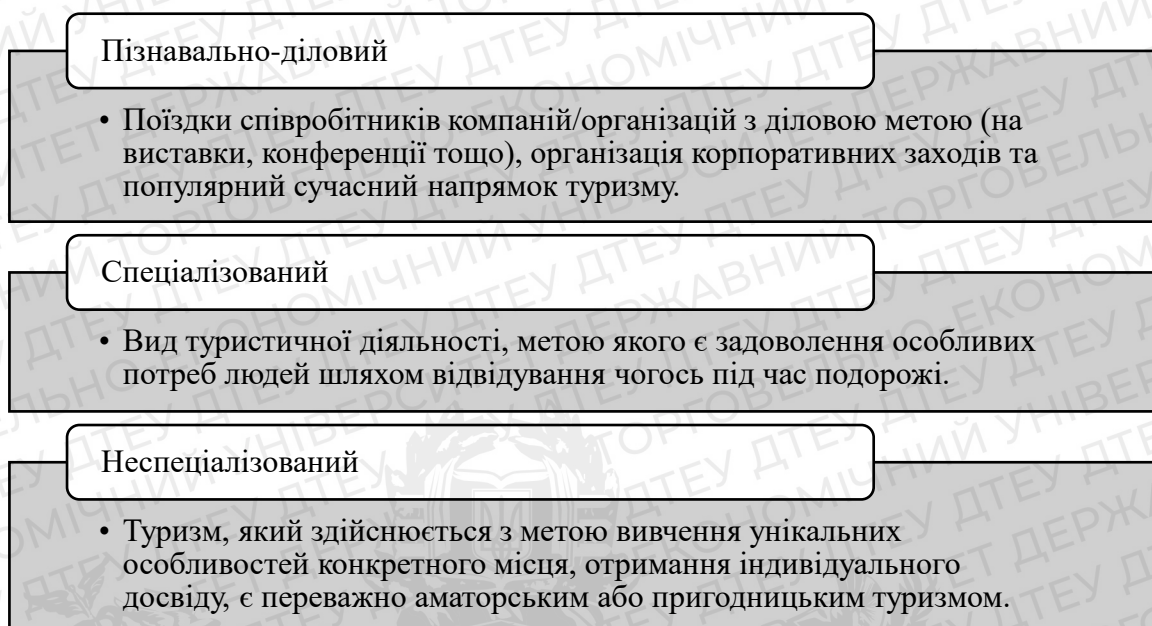 Пізнавально-діловий
• Поїздки співробітників компаній/організацій з діловою метою (на
виставки, конференції тощо), організація корпоративних заходів та
популярний сучасний напрямок туризму.
Спеціалізований
• Вид туристичної діяльності, метою якого є задоволення особливих
потреб людей шляхом відвідування чогось під час подорожі.
Неспеціалізований
• Туризм, який здійснюється з метою вивчення унікальних
особливостей конкретного місця, отримання індивідуального
досвіду, є переважно аматорським або пригодницьким туризмом.